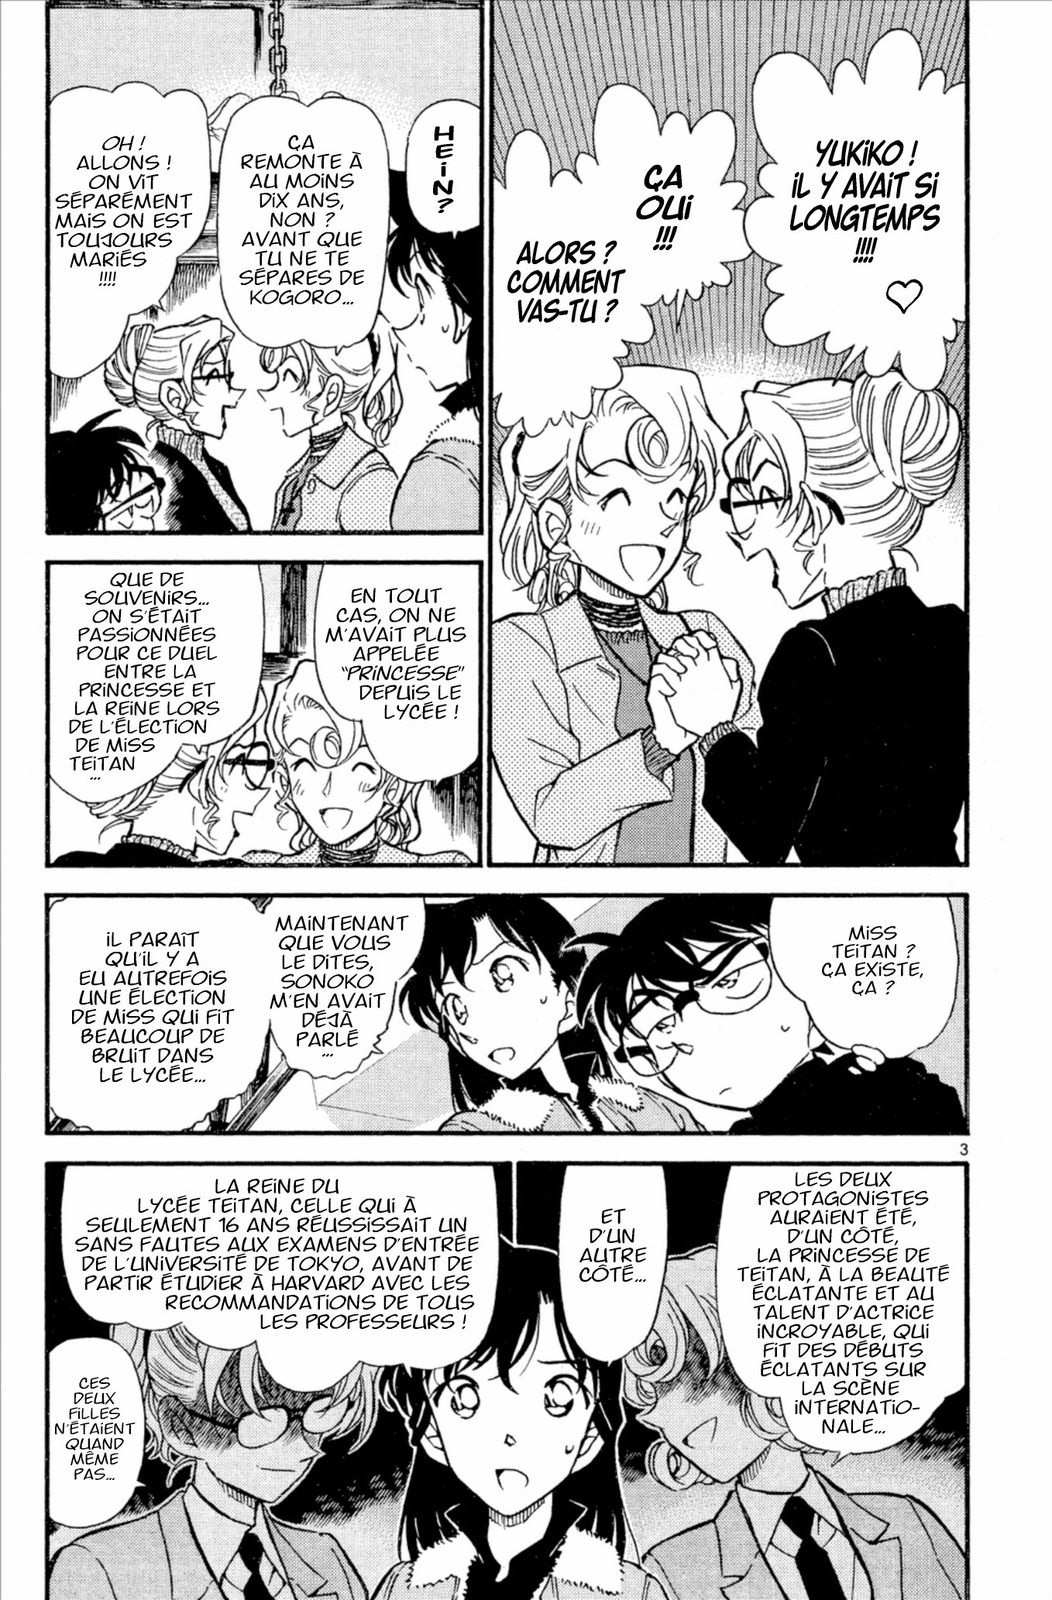 YUKIKO !
IL Y AVAIT SI
LONGTEMPS
!!!!
♡
ÇA
OUI
!!!
ALORS ?
COMMENT
VAS-TU ?
HEIN?
ÇA
REMONTE À
AU MOINS
DIX ANS,
NON ?
AVANT QUE
TU NE TE
SÉPARES DE
KOGORO...
OH !
ALLONS !
ON VIT
SÉPARÉMENT
MAIS ON EST
TOUJOURS
MARIÉS
!!!!
EN TOUT
CAS, ON NE
M'AVAIT PLUS
APPELÉE
"PRINCESSE"
DEPUIS LE
LYCÉE !
QUE DE
SOUVENIRS...
ON S'ÉTAIT
PASSIONNÉES
POUR CE DUEL
ENTRE LA
PRINCESSE ET
LA REINE LORS
DE L'ÉLECTION
DE MISS
TEITAN
...
MISS
TEITAN ?
ÇA EXISTE,
ÇA ?
MAINTENANT
QUE VOUS
LE DITES,
SONOKO
M'EN AVAIT
DÉJÀ
PARLÉ
...
IL PARAÎT
QU'IL Y A
EU AUTREFOIS
UNE ÉLECTION
DE MISS QUI FIT
BEAUCOUP DE
BRUIT DANS
LE LYCÉE...
3
LES DEUX
PROTAGONISTES
AURAIENT ÉTÉ,
D'UN CÔTÉ,
LA PRINCESSE DE
TEITAN, À LA BEAUTÉ
ÉCLATANTE ET AU
TALENT D'ACTRICE
INCROYABLE, QUI
FIT DES DÉBUTS
ÉCLATANTS SUR
LA SCÈNE
INTERNATIO-
NALE...
ET
D'UN
AUTRE
CÔTÉ...
LA REINE DU
LYCÉE TEITAN, CELLE QUI À
SEULEMENT 16 ANS RÉUSSISSAIT UN
SANS FAUTES AUX EXAMENS D'ENTRÉE
DE L'UNIVERSITÉ DE TOKYO, AVANT DE
PARTIR ÉTUDIER À HARVARD AVEC LES
RECOMMANDATIONS DE TOUS
LES PROFESSEURS !
CES
DEUX
FILLES
N'ÉTAIENT
QUAND
MÊME
PAS...